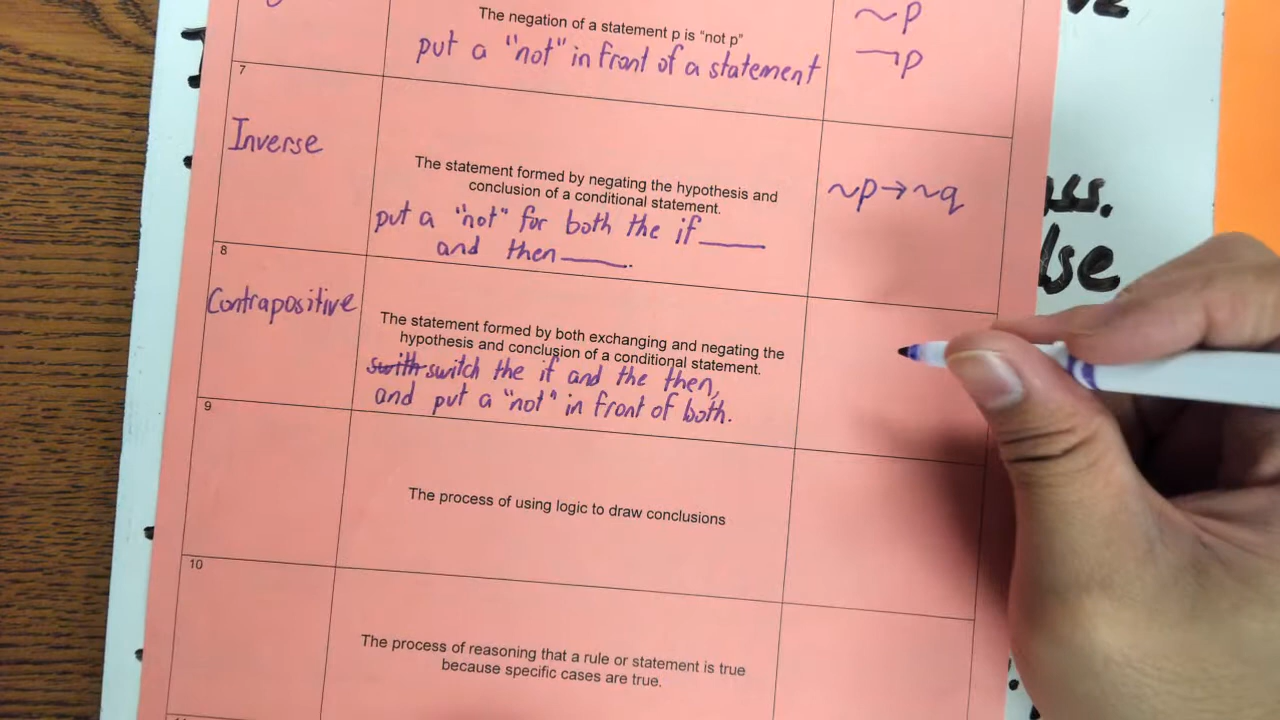 The negation of a statement p is "not p"
put a "not" in front of a statement
~p
¬p
7
Inverse
The statement formed by negating the hypothesis and
conclusion of a conditional statement.
put a "not" for both the if ____
and then ____.
~p→~q
8
Contrapositive
The statement formed by both exchanging and negating the
hypothesis and conclusion of a conditional statement.
switch the if and the then,
and put a "not" in front of both.
9
The process of using logic to draw conclusions
10
The process of reasoning that a rule or statement is true
because specific cases are true.